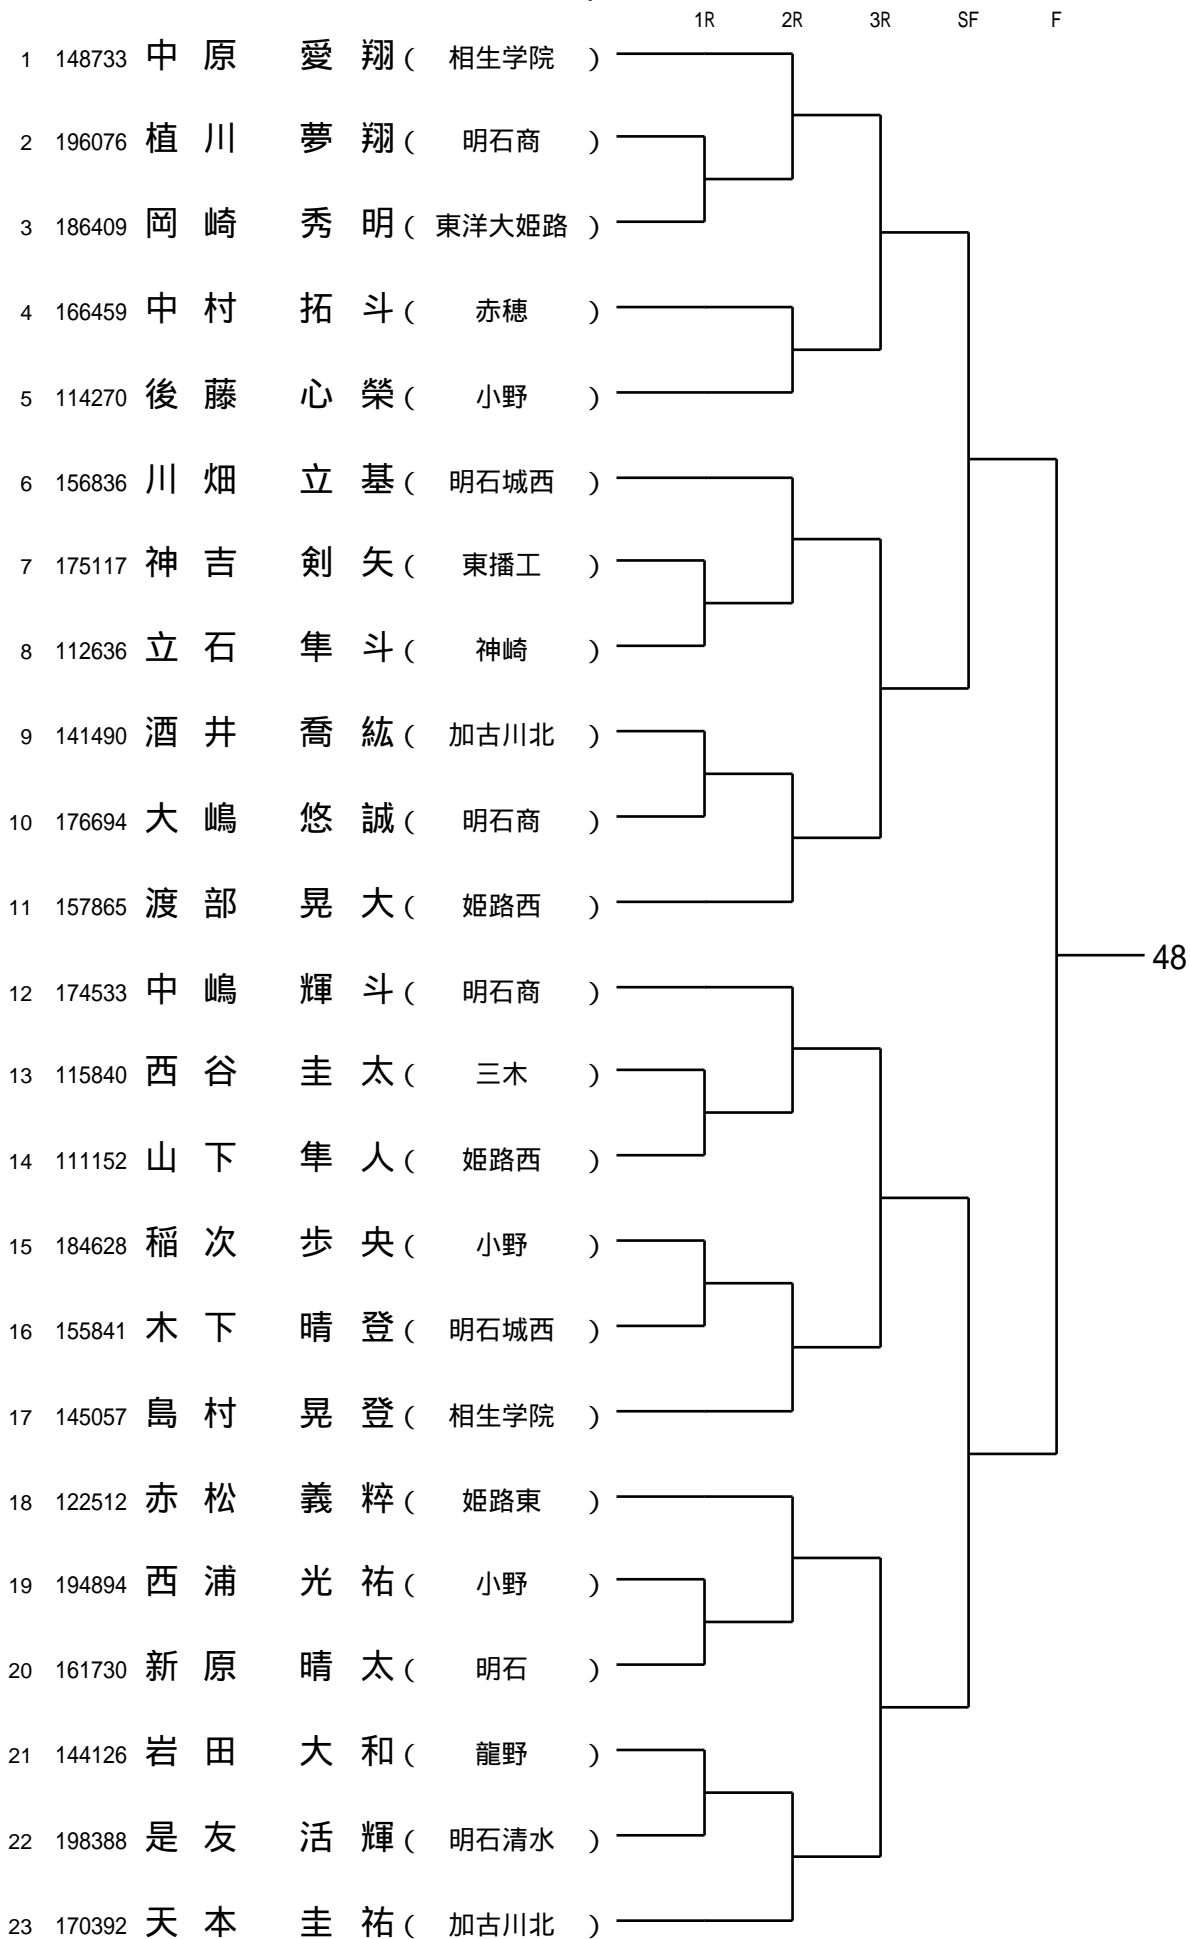 1R 2R 3R SF F
1 148733 中原 愛翔 ( 相生学院 )
2 196076 植川 夢翔 ( 明石商 )
3 186409 岡崎 秀明 ( 東洋大姫路 )
4 166459 中村 拓斗 ( 赤穂 )
5 114270 後藤 心榮 ( 小野 )
6 156836 川畑 立基 ( 明石城西 )
7 175117 神吉 剣矢 ( 東播工 )
8 112636 立石 隼斗 ( 神崎 )
9 141490 酒井 喬紘 ( 加古川北 )
10 176694 大嶋 悠誠 ( 明石商 )
11 157865 渡部 晃大 ( 姫路西 )
48
12 174533 中嶋 輝斗 ( 明石商 )
13 115840 西谷 圭太 ( 三木 )
14 111152 山下 隼人 ( 姫路西 )
15 184628 稲次 歩央 ( 小野 )
16 155841 木下 晴登 ( 明石城西 )
17 145057 島村 晃登 ( 相生学院 )
18 122512 赤松 義粹 ( 姫路東 )
19 194894 西浦 光祐 ( 小野 )
20 161730 新原 晴太 ( 明石 )
21 144126 岩田 大和 ( 龍野 )
22 198388 是友 活輝 ( 明石清水 )
23 170392 天本 圭祐 ( 加古川北 )